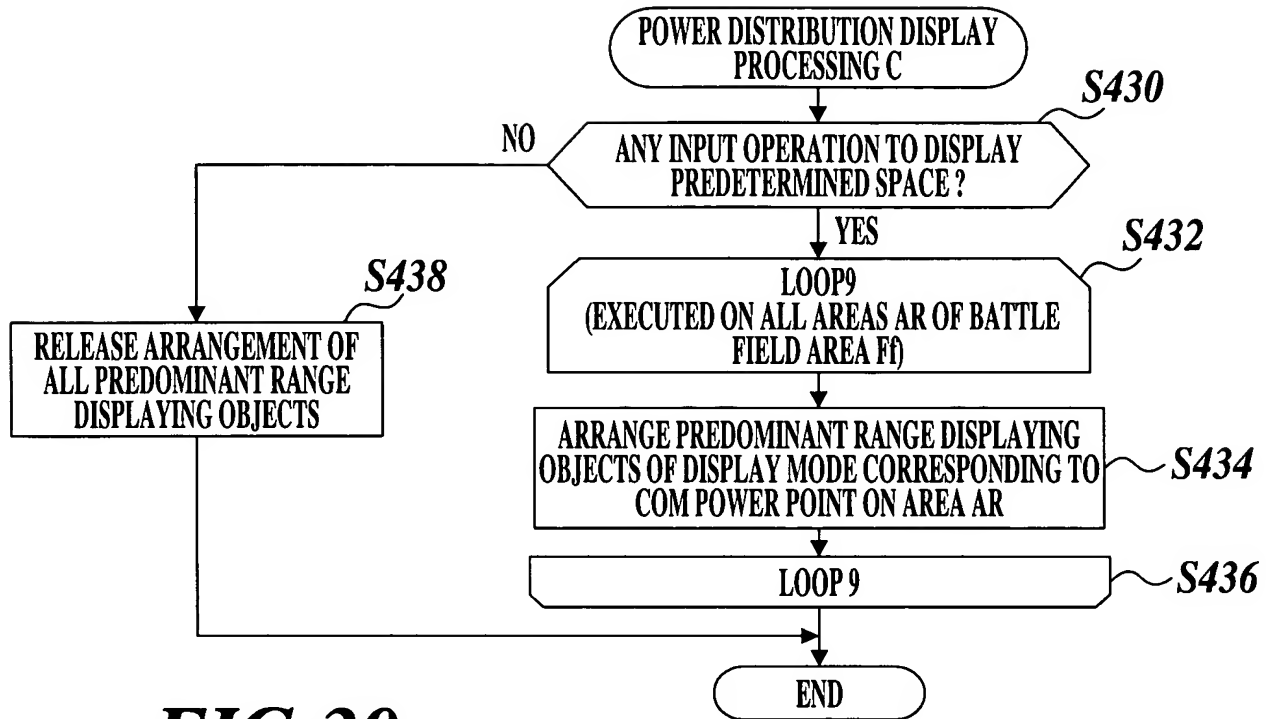 POWER DISTRIBUTION DISPLAY
PROCESSING C
S430
NO
ANY INPUT OPERATION TO DISPLAY
PREDETERMINED SPACE ?
YES
S432
LOOP9
(EXECUTED ON ALL AREAS AR OF BATTLE
FIELD AREA Ff)
S438
RELEASE ARRANGEMENT OF
ALL PREDOMINANT RANGE
DISPLAYING OBJECTS
ARRANGE PREDOMINANT RANGE DISPLAYING
OBJECTS OF DISPLAY MODE CORRESPONDING TO
COM POWER POINT ON AREA AR
S434
LOOP 9
S436
END